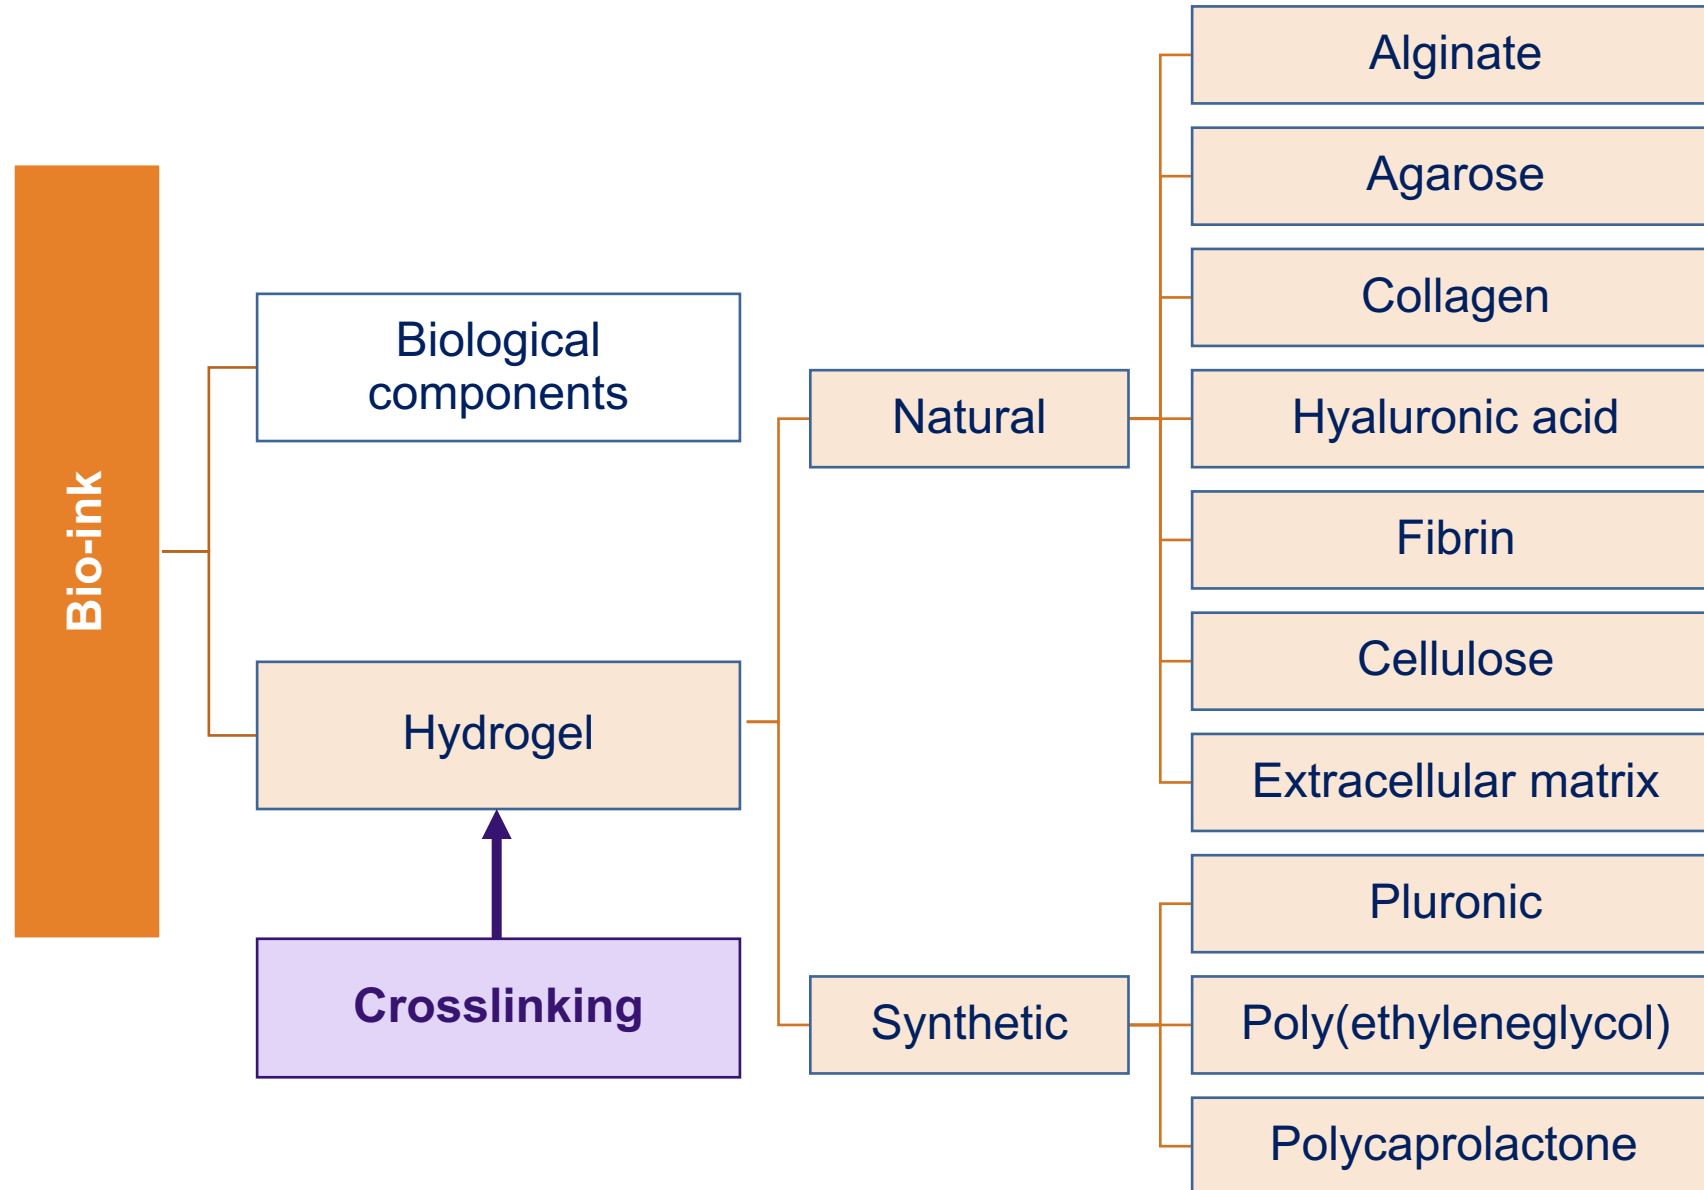 Bio-ink
Biological
components
Hydrogel
Crosslinking
Natural
Synthetic
Alginate
Agarose
Collagen
Hyaluronic acid
Fibrin
Cellulose
Extracellular matrix
Pluronic
Poly(ethyleneglycol)
Polycaprolactone